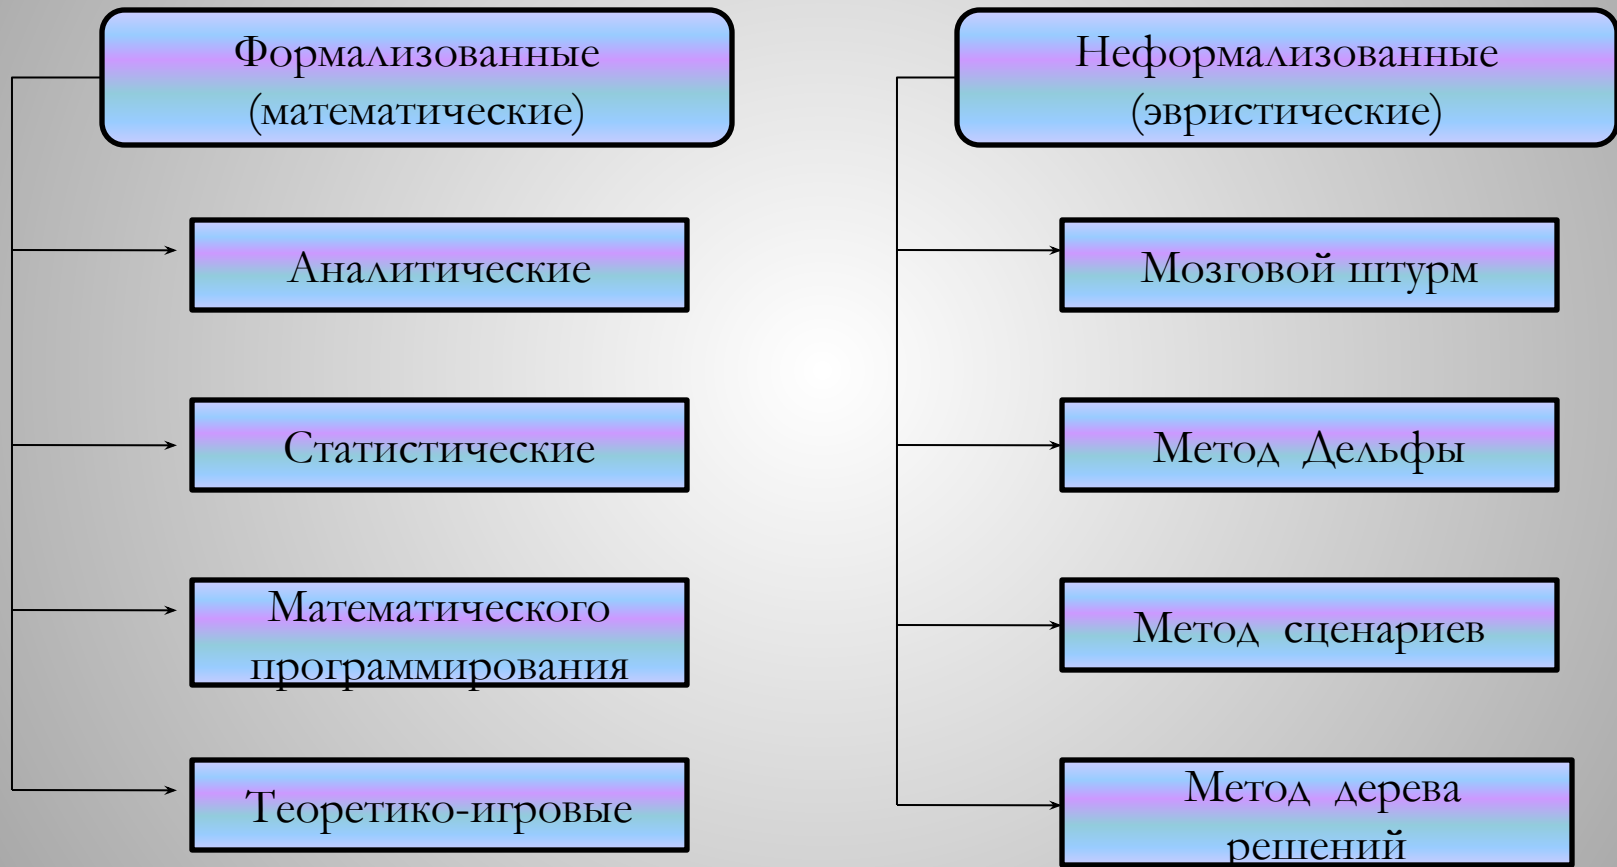 Формализованные
(математические)
Аналитические
Статистические
Математического
программирования
Теоретико-игровые
Неформализованные
(эвристические)
Мозговой штурм
Метод Дельфы
Метод сценариев
Метод дерева
решений